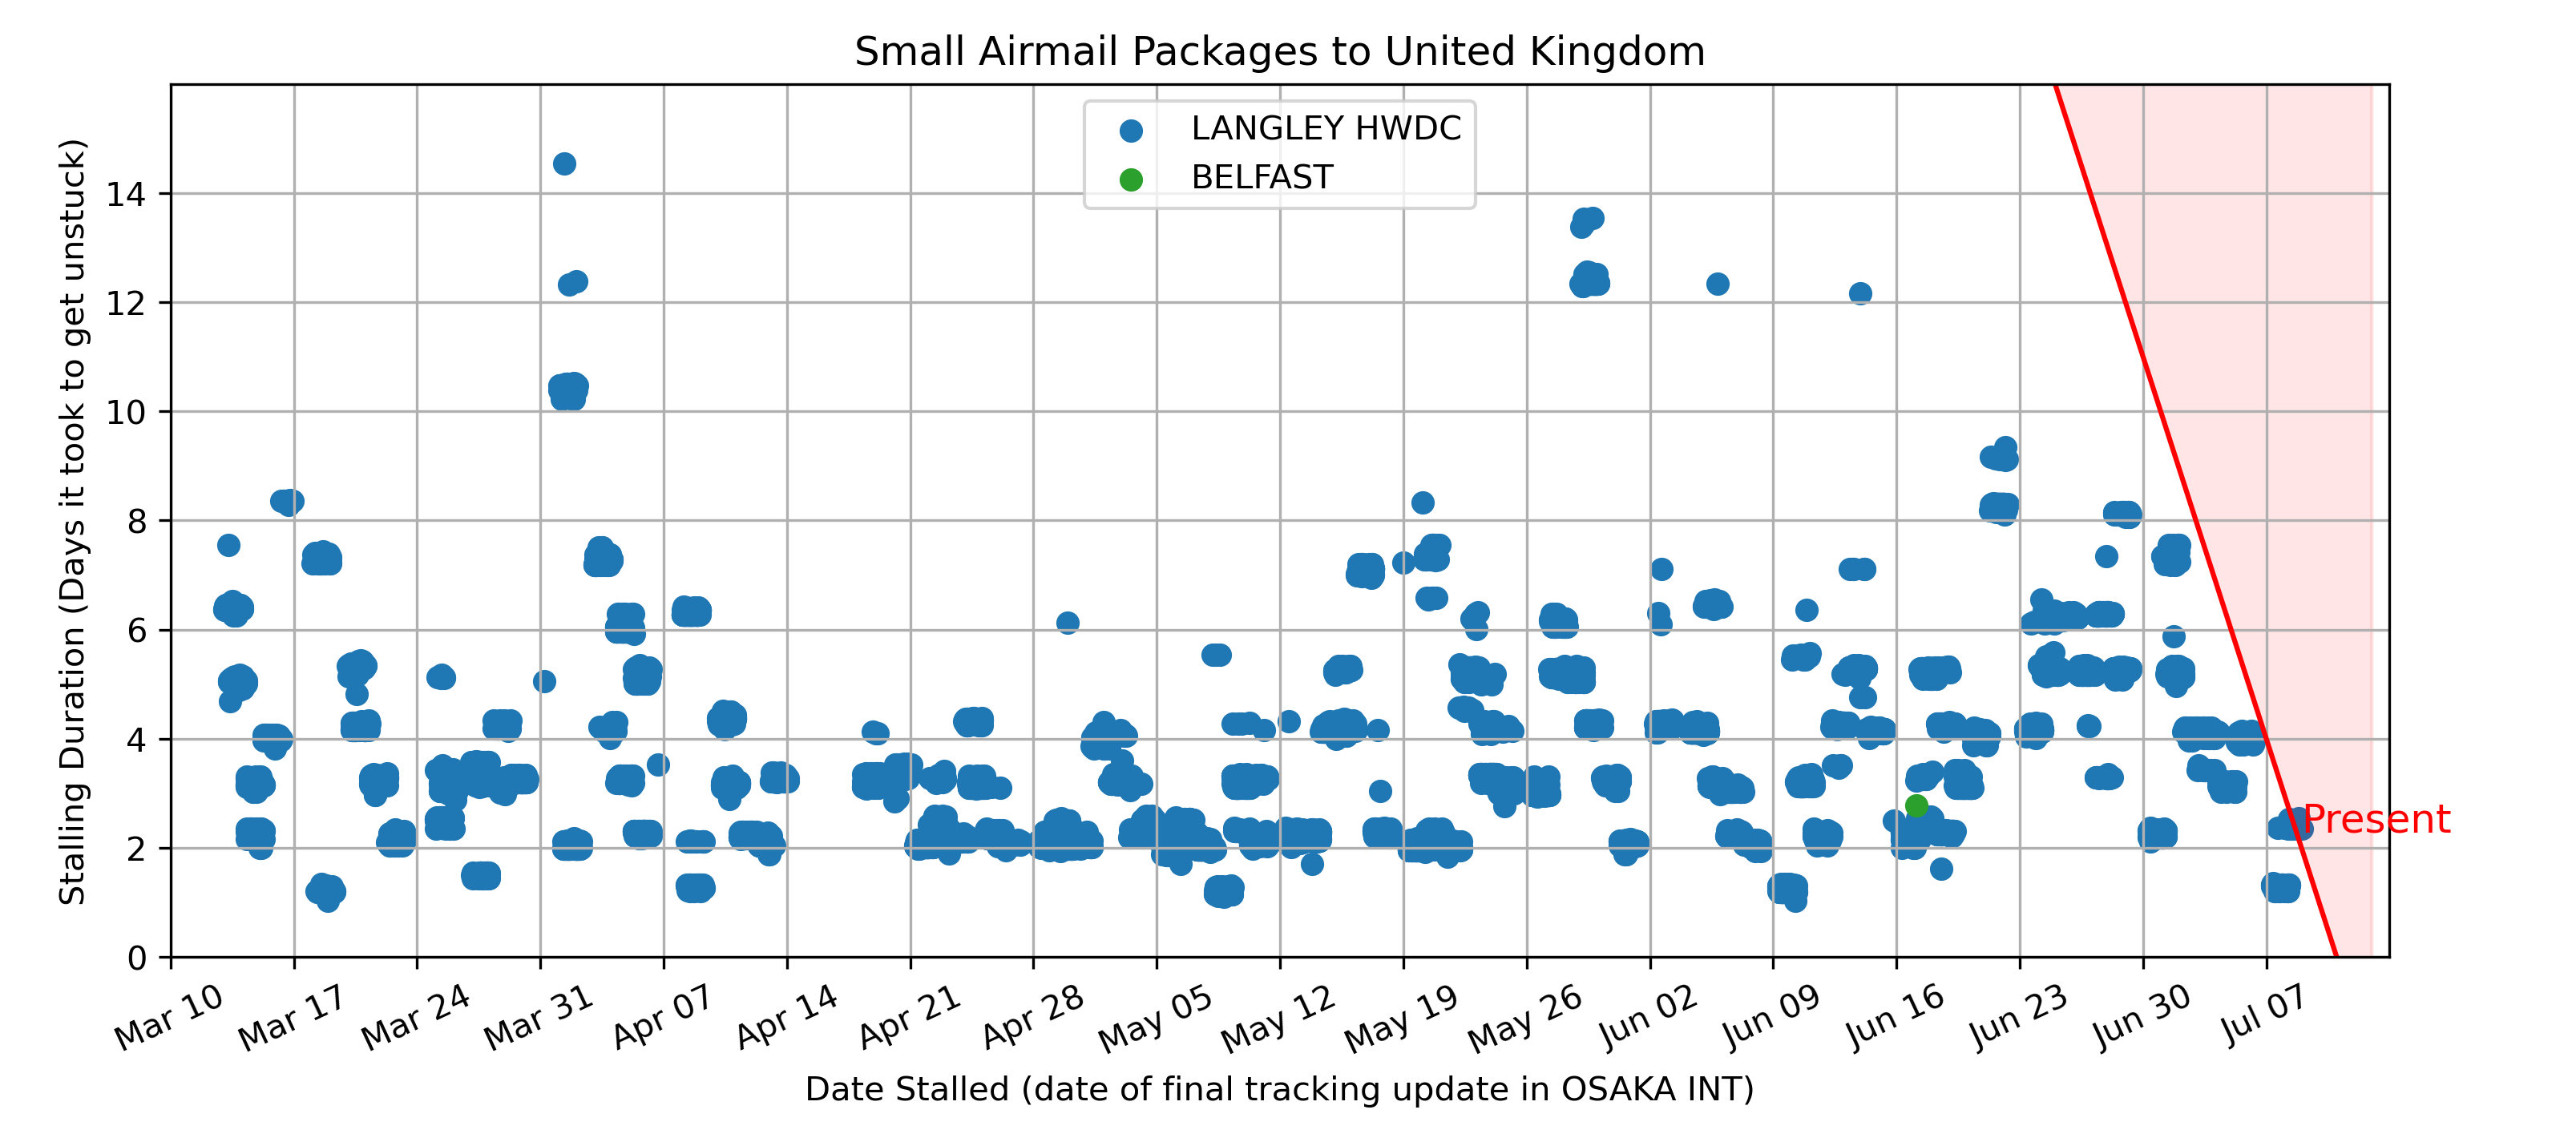 Small Airmail Packages to United Kingdom
LANGLEY HWDC
BELFAST
Stalling Duration (Days it took to get unstuck)
14
12
10
8
6
4
2
0
Present
Mar 10
Mar 17
Mar 24
Mar 31
Apr 07
Apr 14
Apr 21
Apr 28
May 05
May 12
May 19
May 26
Jun 02
Jun 09
Jun 16
Jun 23
Jun 30
Jul 07
Date Stalled (date of final tracking update in OSAKA INT)